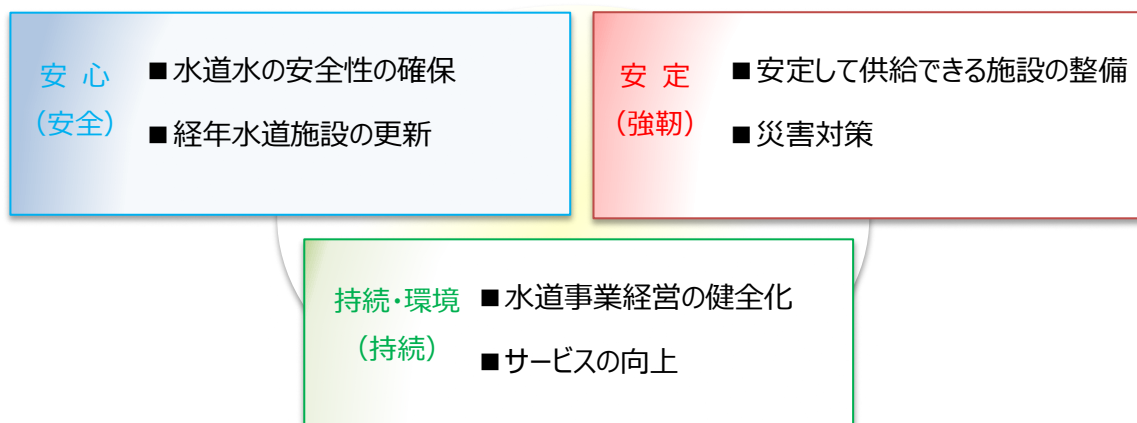 安 心
（安全）
■水道水の安全性の確保
■経年水道施設の更新
安 定
（強靭）
■安定して供給できる施設の整備
■災害対策
持続・環境
（持続）
■水道事業経営の健全化
■サービスの向上